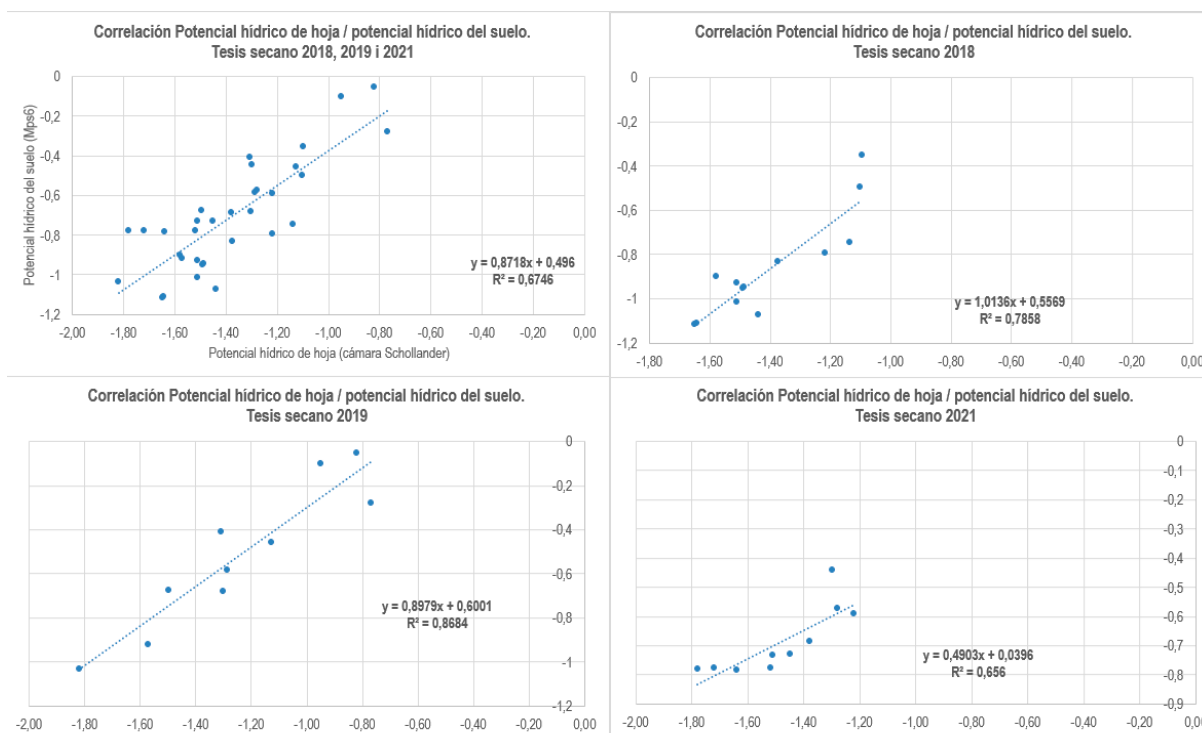 Correlación Potencial hídrico de hoja / potencial hídrico del suelo.
Tesis secano 2018, 2019 i 2021
0
-0,2
-0,4
-0,6
-0,8
-1
-1,2
Potencial hídrico del suelo (Mps6)
y = 0,8718x + 0,496
R² = 0,6746
-2,00 -1,80 -1,60 -1,40 -1,20 -1,00 -0,80 -0,60 -0,40 -0,20 0,00
Potencial hídrico de hoja (cámara Schollander)
Correlación Potencial hídrico de hoja / potencial hídrico del suelo.
Tesis secano 2018
0
-0,2
-0,4
-0,6
-0,8
-1
-1,2
y = 1,0136x + 0,5569
R² = 0,7858
-1,80 -1,60 -1,40 -1,20 -1,00 -0,80 -0,60 -0,40 -0,20 0,00
Correlación Potencial hídrico de hoja / potencial hídrico del suelo.
Tesis secano 2019
0
-0,2
-0,4
-0,6
-0,8
-1
-1,2
y = 0,8979x + 0,6001
R² = 0,8684
-2,00 -1,80 -1,60 -1,40 -1,20 -1,00 -0,80 -0,60 -0,40 -0,20 0,00
Correlación Potencial hídrico de hoja / potencial hídrico del suelo.
Tesis secano 2021
0
-0,1
-0,2
-0,3
-0,4
-0,5
-0,6
-0,7
-0,8
-0,9
y = 0,4903x + 0,0396
R² = 0,656
-2,00 -1,80 -1,60 -1,40 -1,20 -1,00 -0,80 -0,60 -0,40 -0,20 0,00